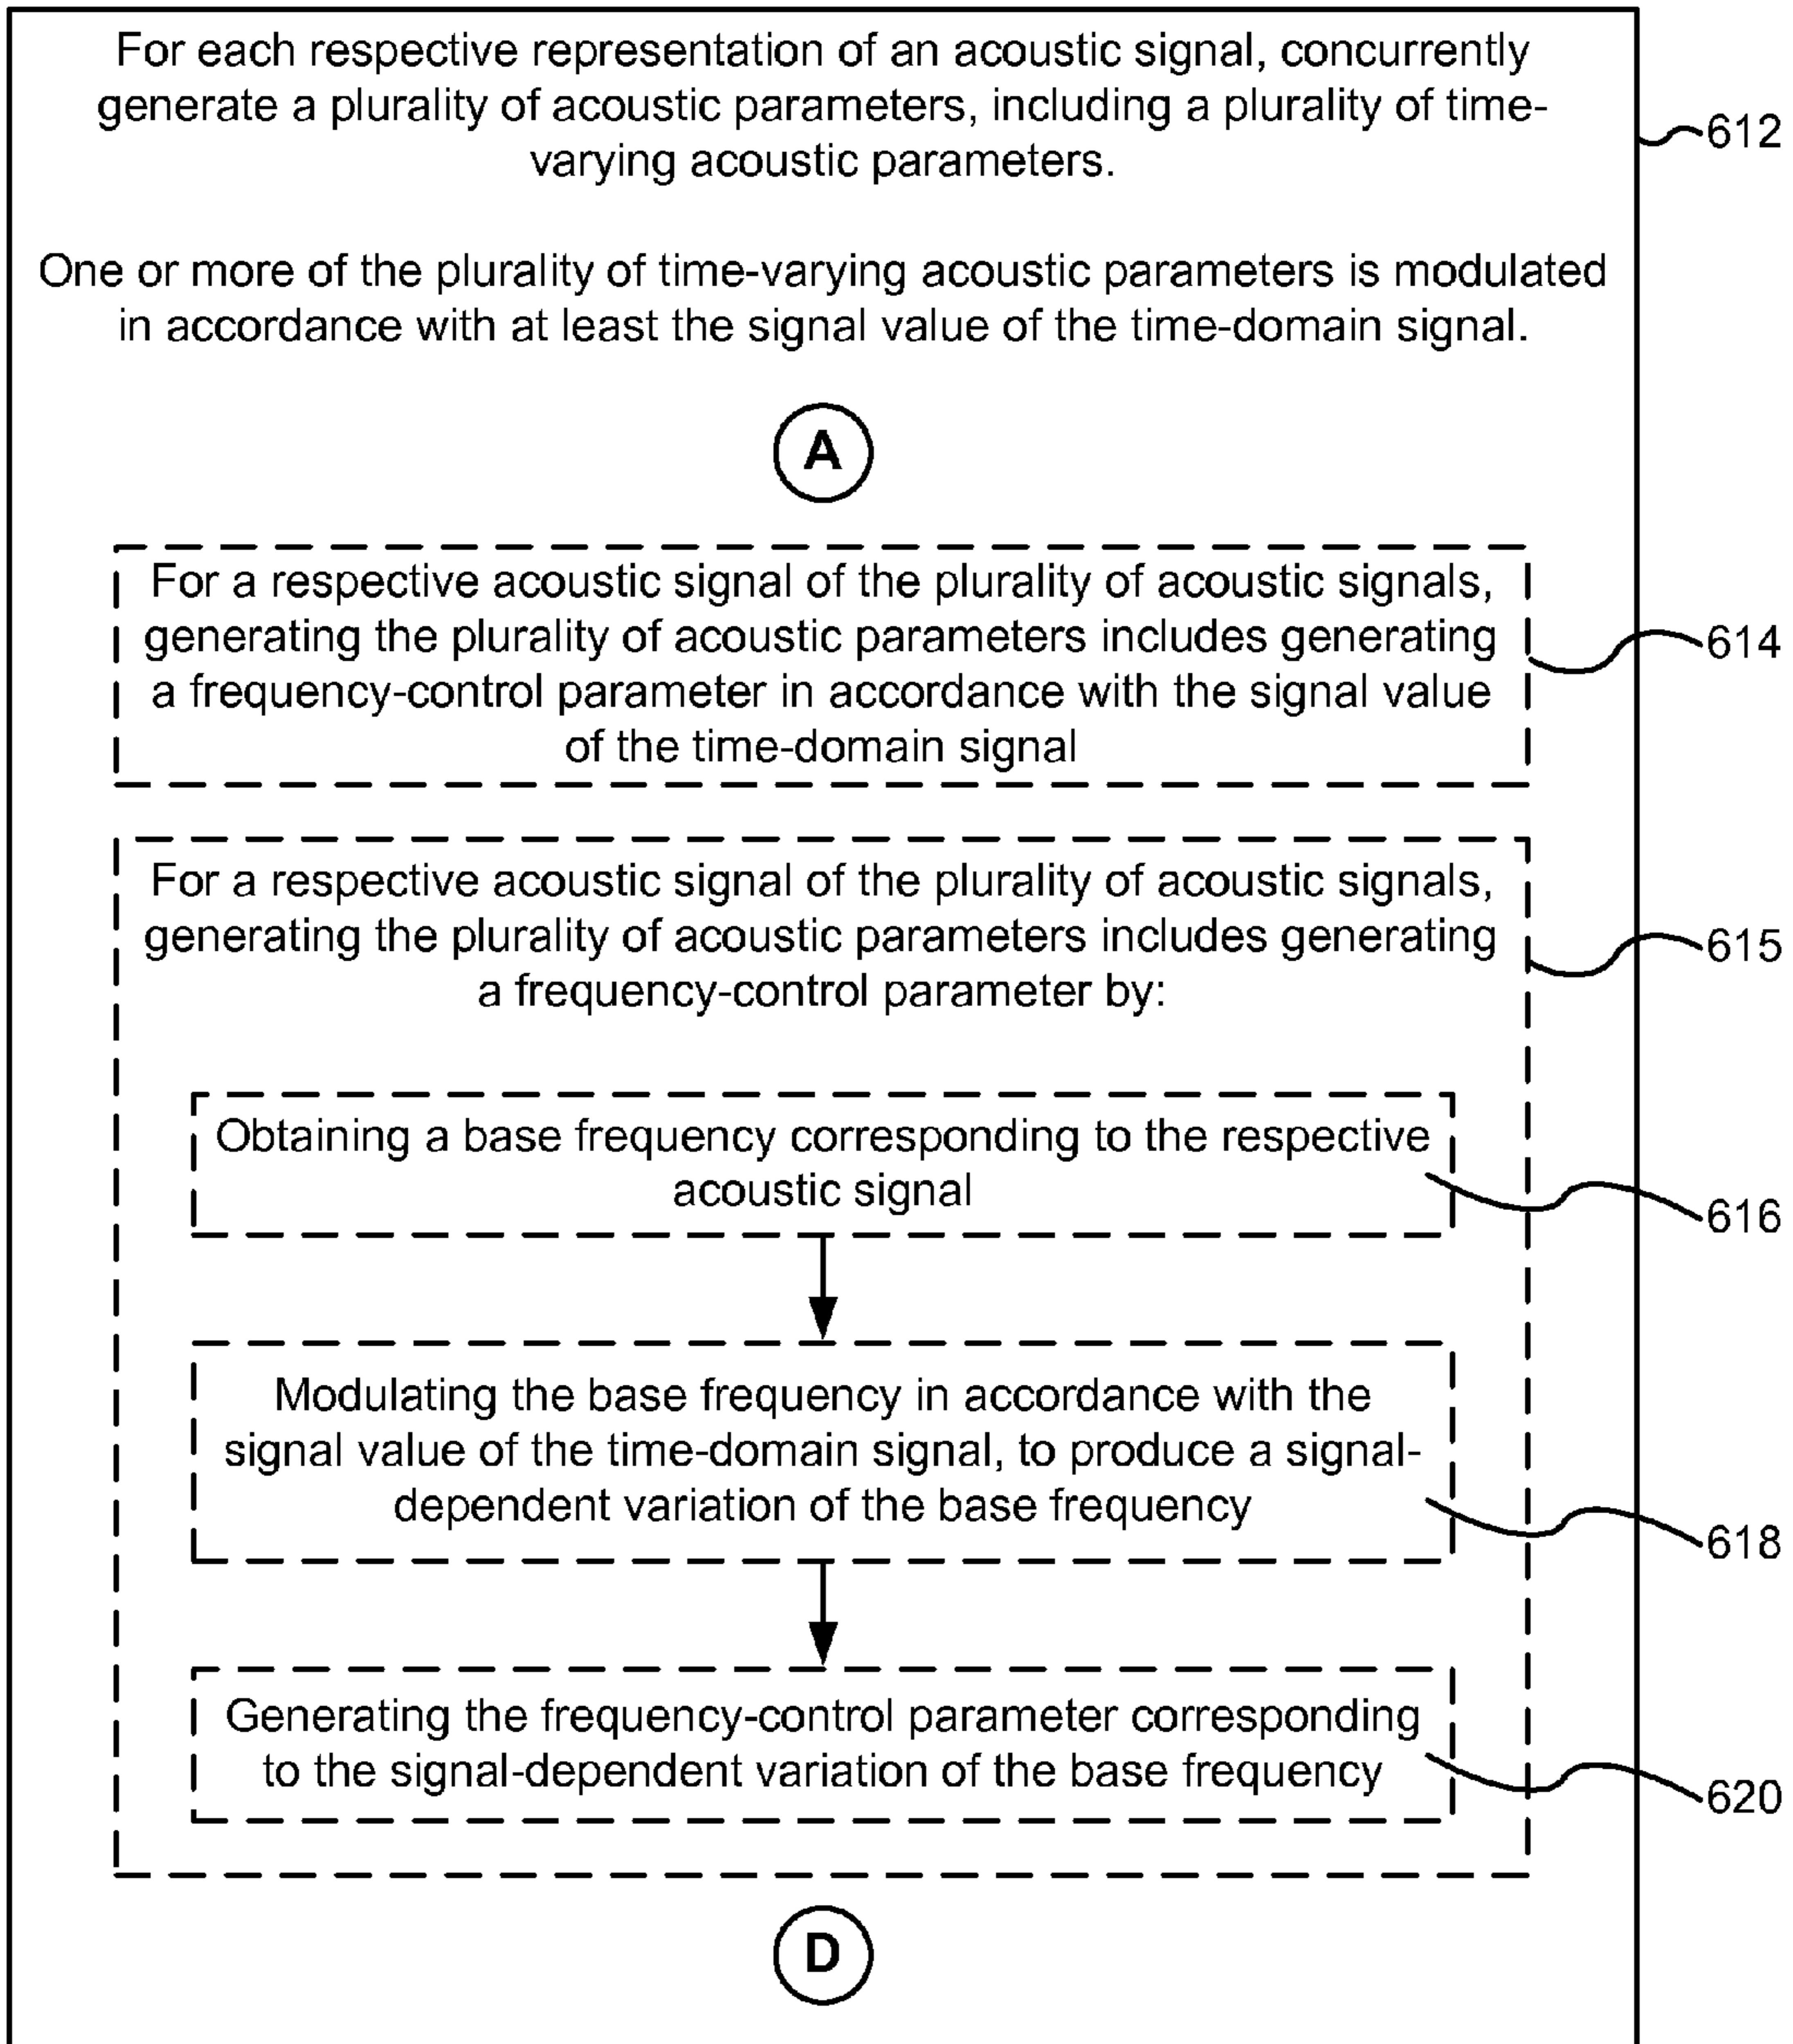 For each respective representation of an acoustic signal, concurrently
generate a plurality of acoustic parameters, including a plurality of time-
varying acoustic parameters.
612
One or more of the plurality of time-varying acoustic parameters is modulated
in accordance with at least the signal value of the time-domain signal.
A
For a respective acoustic signal of the plurality of acoustic signals,
generating the plurality of acoustic parameters includes generating
a frequency-control parameter in accordance with the signal value
of the time-domain signal
614
For a respective acoustic signal of the plurality of acoustic signals,
generating the plurality of acoustic parameters includes generating
a frequency-control parameter by:
615
Obtaining a base frequency corresponding to the respective
acoustic signal
616
Modulating the base frequency in accordance with the
signal value of the time-domain signal, to produce a signal-
dependent variation of the base frequency
618
Generating the frequency-control parameter corresponding
to the signal-dependent variation of the base frequency
620
D